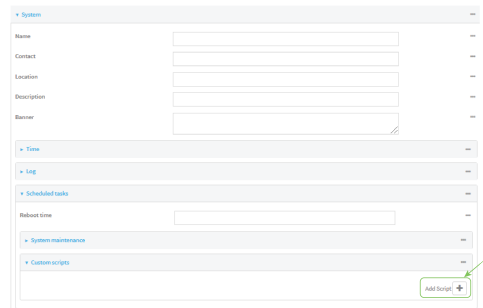 System
Name
Contact
Location
Description
Banner
Time
Log
Scheduled tasks
Reboot time
System maintenance
Custom scripts
Add Script